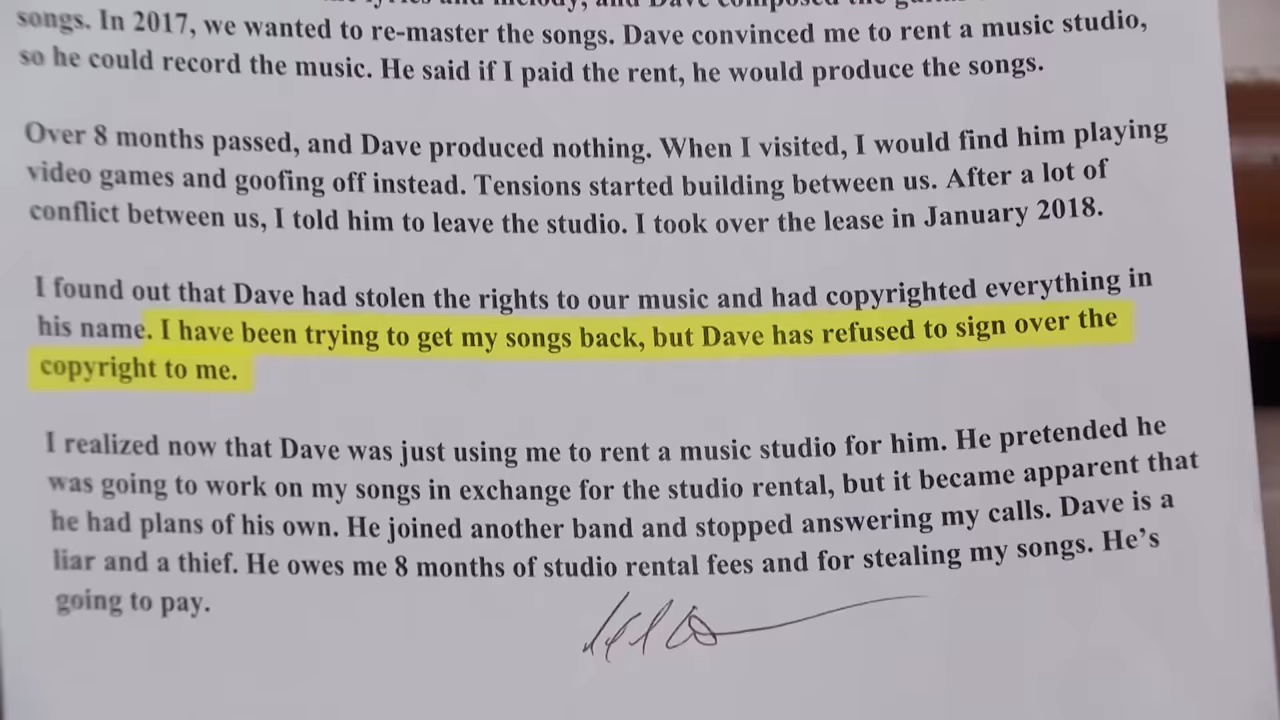 lyrics and melody, and Dave composed the
songs. In 2017, we wanted to re-master the songs. Dave convinced me to rent a music studio,
so he could record the music. He said if I paid the rent, he would produce the songs.
Over 8 months passed, and Dave produced nothing. When I visited, I would find him playing
video games and goofing off instead. Tensions started building between us. After a lot of
conflict between us, I told him to leave the studio. I took over the lease in January 2018.
I found out that Dave had stolen the rights to our music and had copyrighted everything in
his name. I have been trying to get my songs back, but Dave has refused to sign over the
copyright to me.
I realized now that Dave was just using me to rent a music studio for him. He pretended he
was going to work on my songs in exchange for the studio rental, but it became apparent that
he had plans of his own. He joined another band and stopped answering my calls. Dave is a
liar and a thief. He owes me 8 months of studio rental fees and for stealing my songs. He's
going to pay.